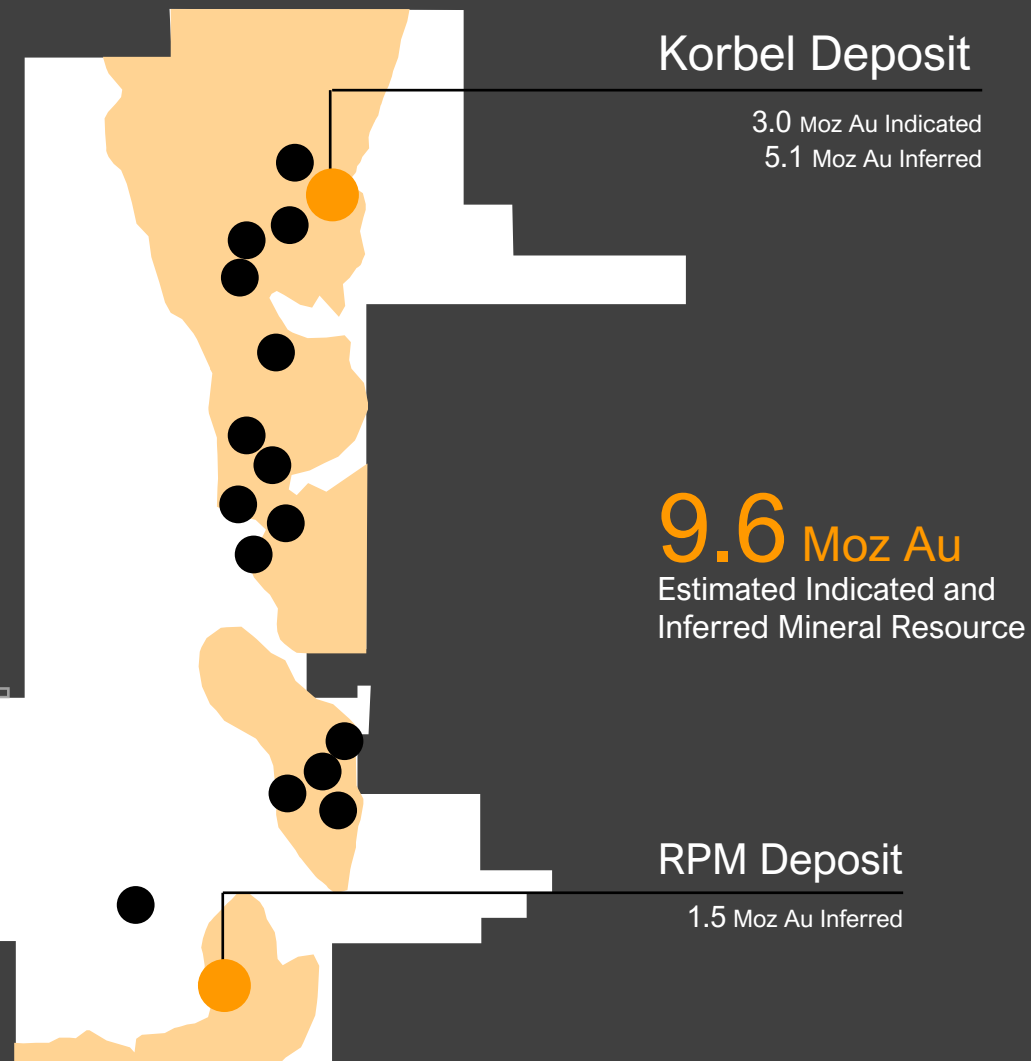 Korbel Deposit
3.0 Moz Au Indicated
5.1 Moz Au Inferred
9.6 Moz Au
Estimated Indicated and
Inferred Mineral Resource
RPM Deposit
1.5 Moz Au Inferred